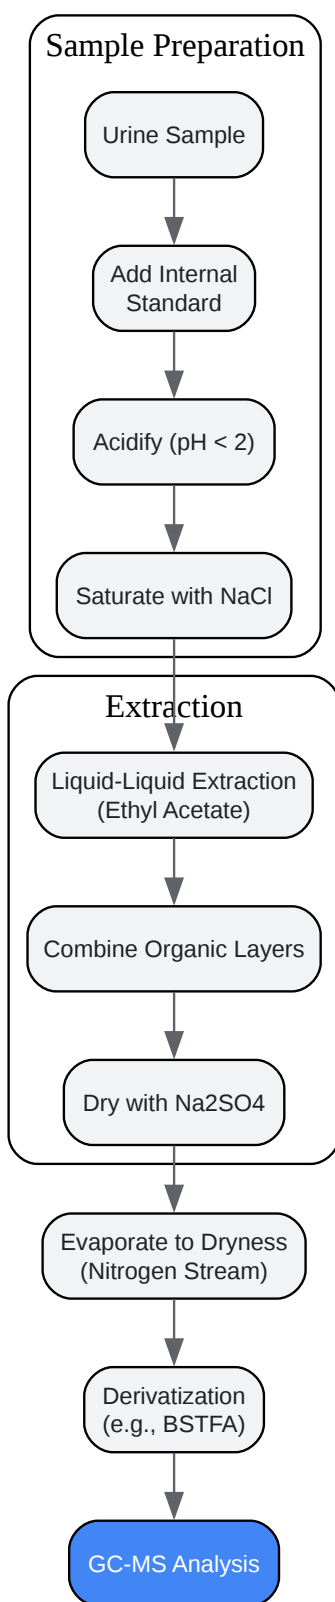 Sample Preparation
Urine Sample
Add Internal
Standard
Acidify (pH < 2)
Saturate with NaCl
Extraction
Liquid-Liquid Extraction
(Ethyl Acetate)
Combine Organic Layers
Dry with Na2SO4
Evaporate to Dryness
(Nitrogen Stream)
Derivatization
(e.g., BSTFA)
GC-MS Analysis